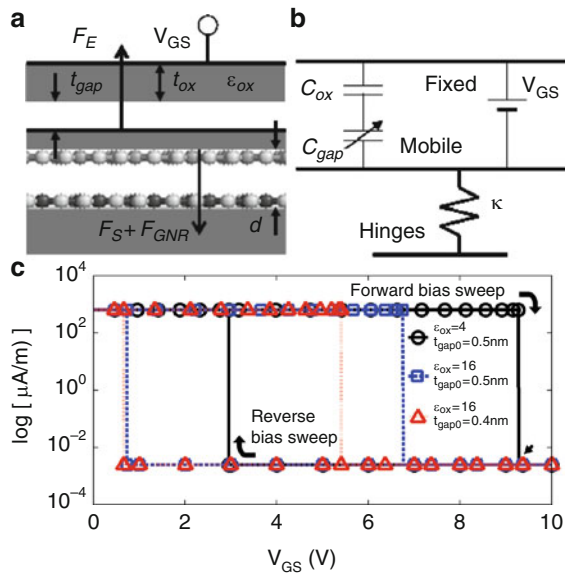 a
F_E
V_GS
t_gap
t_ox
ε_ox
F_S + F_GNR
d
b
C_ox
Fixed
V_GS
C_gap
Mobile
κ
Hinges
c
log [ μA/m) ]
10^4
10^2
10^0
10^−2
10^−4
Forward bias sweep
ε_ox=4
t_gap0=0.5nm
ε_ox=16
t_gap0=0.5nm
ε_ox=16
t_gap0=0.4nm
Reverse
bias sweep
0 2 4 6 8 10
V_GS (V)